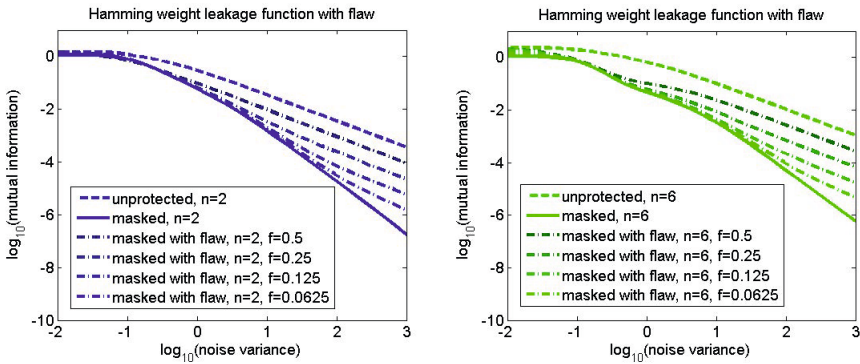 Hamming weight leakage function with flaw
0
-2
-4
-6
-8
-10
-2
-1
0
1
2
3
log10(mutual information)
log10(noise variance)
unprotected, n=2
masked, n=2
masked with flaw, n=2, f=0.5
masked with flaw, n=2, f=0.25
masked with flaw, n=2, f=0.125
masked with flaw, n=2, f=0.0625
Hamming weight leakage function with flaw
0
-2
-4
-6
-8
-10
-2
-1
0
1
2
3
log10(mutual information)
log10(noise variance)
unprotected, n=6
masked, n=6
masked with flaw, n=6, f=0.5
masked with flaw, n=6, f=0.25
masked with flaw, n=6, f=0.125
masked with flaw, n=6, f=0.0625